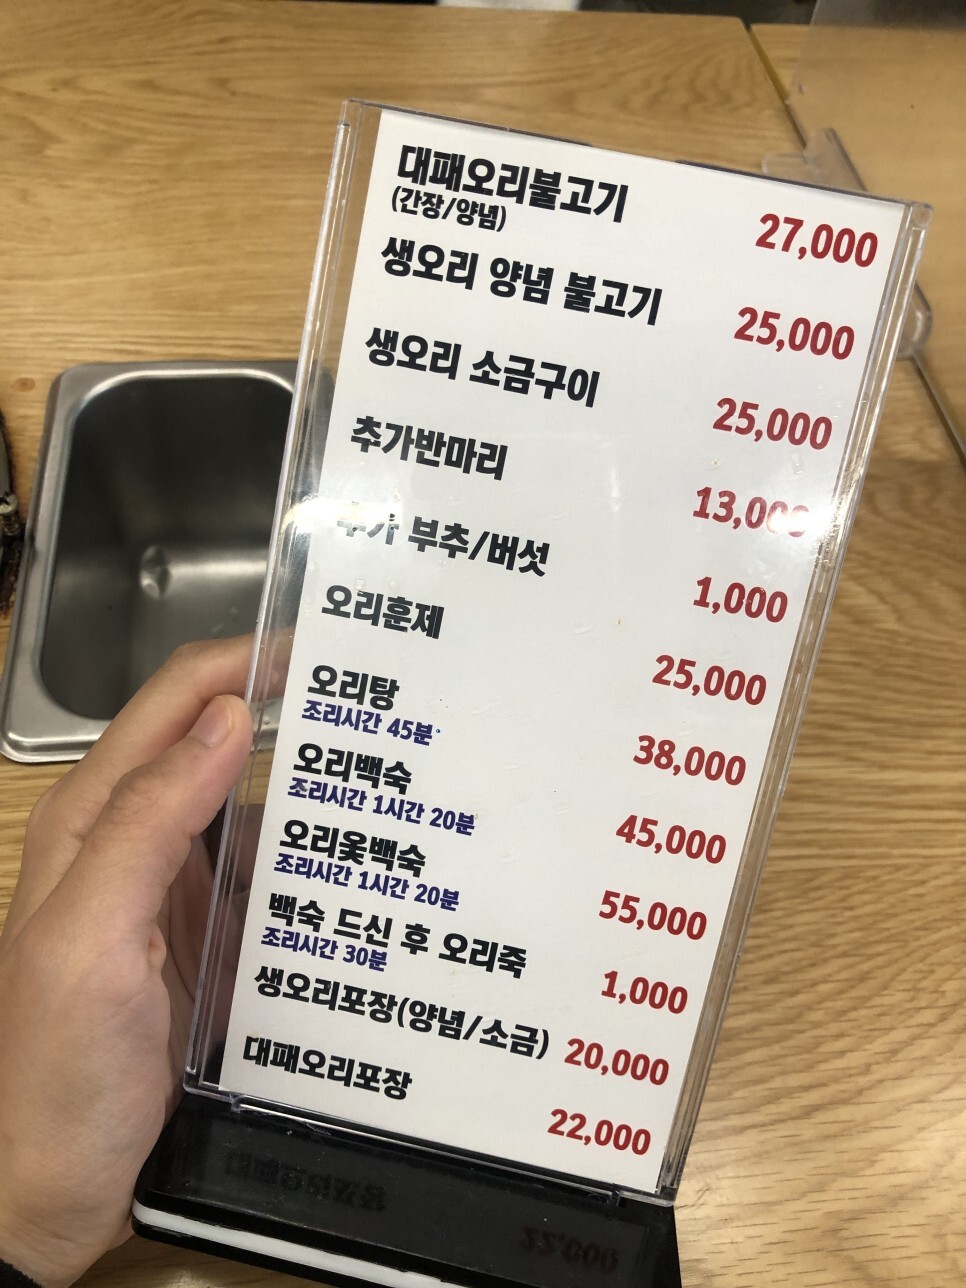 대패오리불고기 27,000
(간장/양념)
생오리 양념 불고기 25,000
생오리 소금구이 25,000
추가반마리 13,000
추가 부추/버섯 1,000
오리훈제 25,000
오리탕 38,000
조리시간 45분
오리백숙 45,000
조리시간 1시간 20분
오리옻백숙 55,000
조리시간 1시간 20분
백숙 드신 후 오리죽 1,000
조리시간 30분
생오리포장(양념/소금) 20,000
대패오리포장 22,000